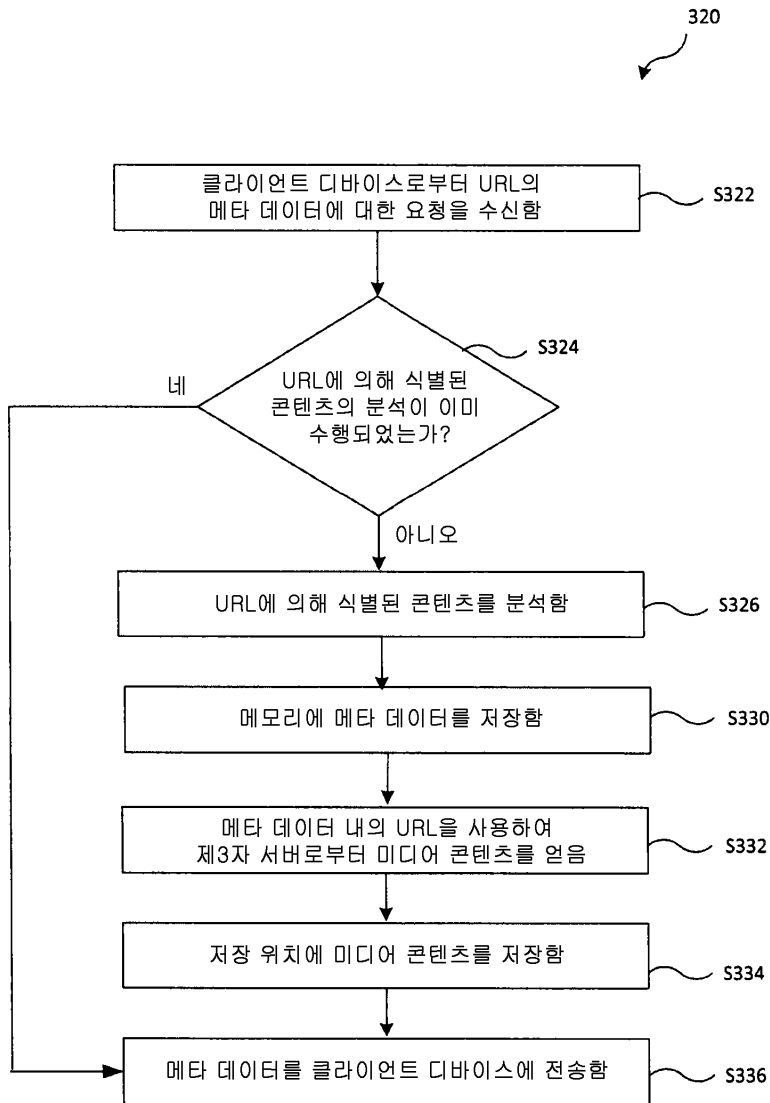 320
클라이언트 디바이스로부터 URL의
메타 데이터에 대한 요청을 수신함
S322
S324
네
URL에 의해 식별된
콘텐츠의 분석이 이미
수행되었는가?
아니오
URL에 의해 식별된 콘텐츠를 분석함
S326
메모리에 메타 데이터를 저장함
S330
메타 데이터 내의 URL을 사용하여
제3자 서버로부터 미디어 콘텐츠를 얻음
S332
저장 위치에 미디어 콘텐츠를 저장함
S334
메타 데이터를 클라이언트 디바이스에 전송함
S336